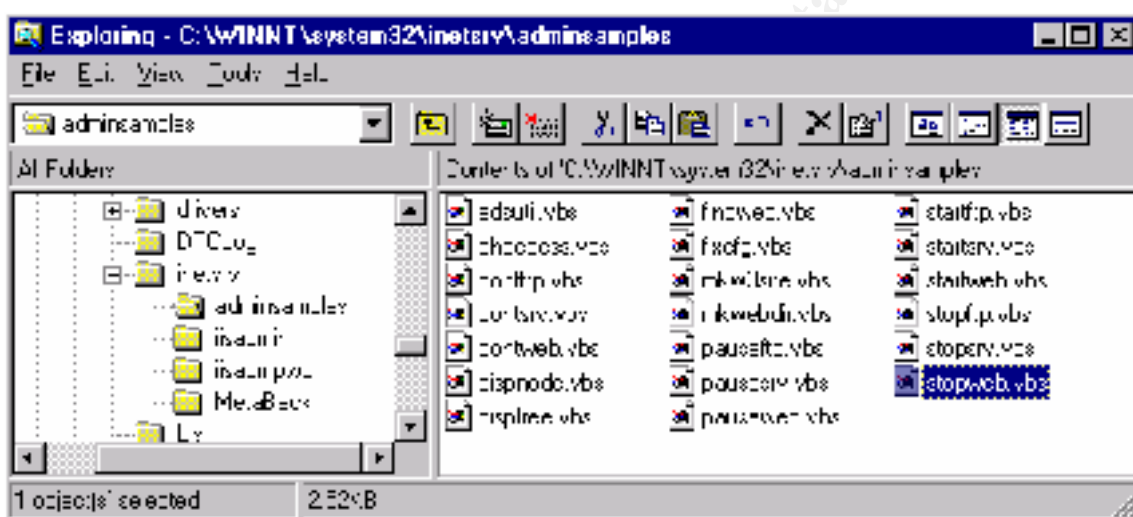 Exploring - C:\WINNT\system32\inetsrv\adminsamples
File Edit View Tools Help
adminsamples
All Folders
Contents of 'C:\WINNT\system32\inetsrv\adminsamples'
drivers
DTCLog
inetsrv
adminsamples
iisadmin
iisadmpwd
MetaBack
adsutil.vbs
chaccess.vbs
contftp.vbs
contsrv.vbs
contweb.vbs
dispnode.vbs
disptree.vbs
findweb.vbs
fixcfg.vbs
mkwebdir.vbs
pauseftp.vbs
pausesrv.vbs
pauseweb.vbs
startftp.vbs
startsrv.vbs
startweb.vbs
stopftp.vbs
stopsrv.vbs
stopweb.vbs
1 object(s) selected
2.52KB